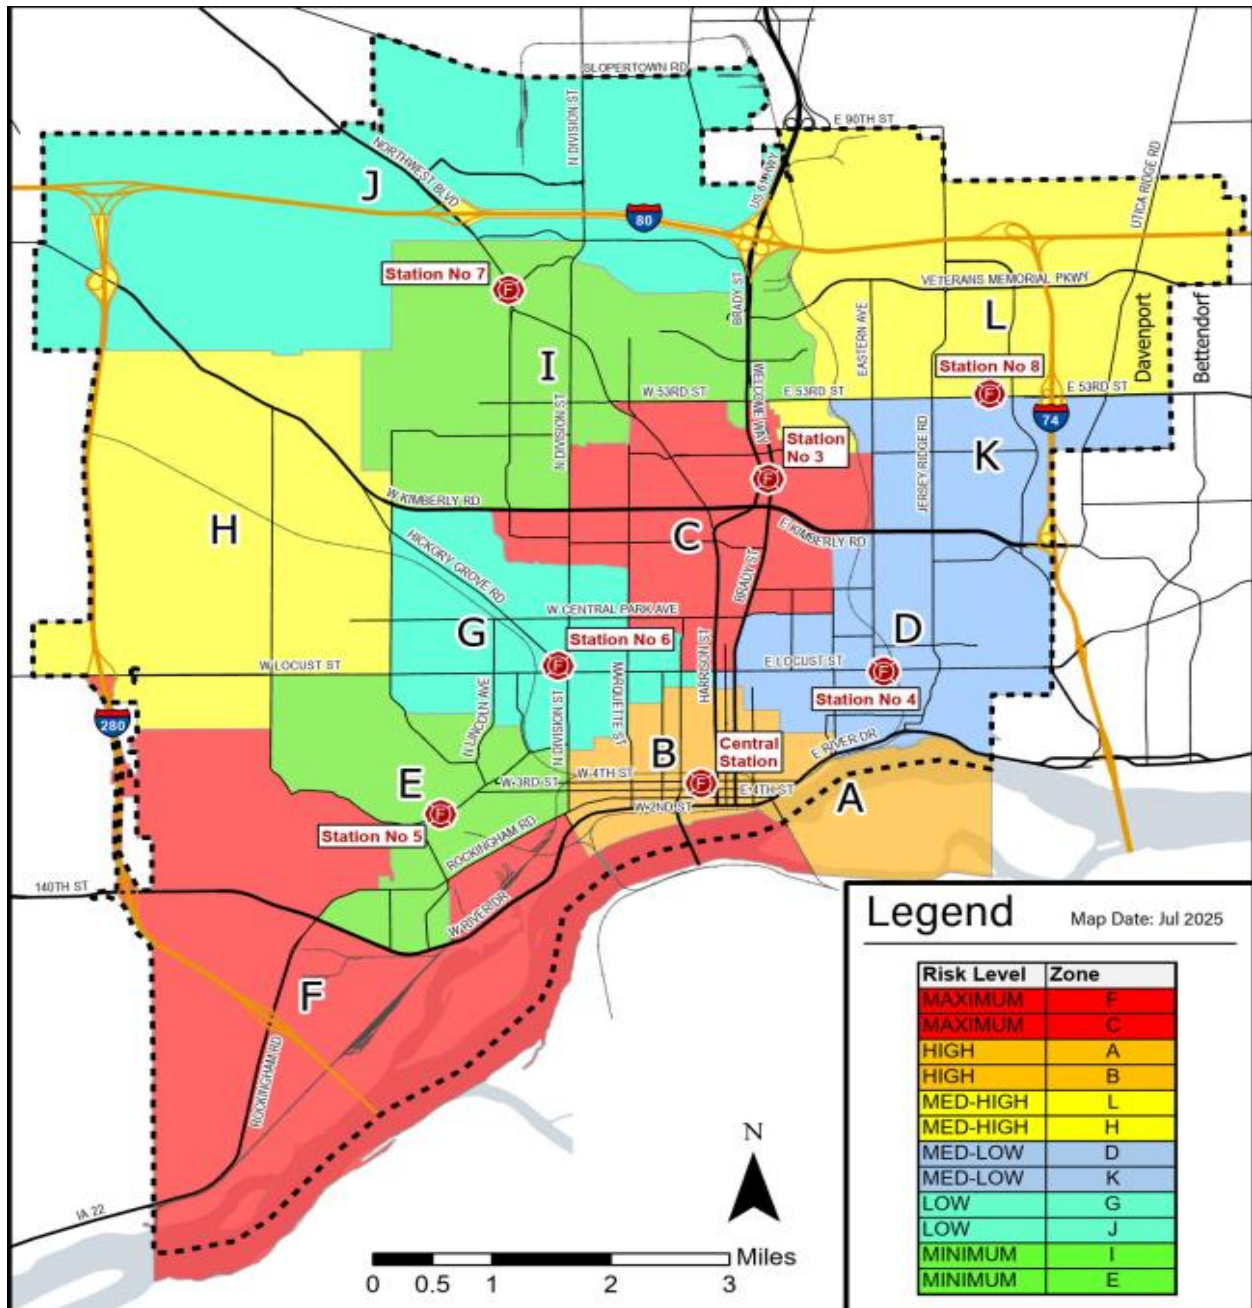 SLOPERTOWN RD
E 90TH ST
N DIVISION ST
NORTHWEST BLVD
J
US 61 HWY
UTICA RIDGE RD
80
Station No 7
F
BRADY ST
VETERANS MEMORIAL PKWY
EASTERN AVE
L
Davenport
Bettendorf
I
Station No 8
F
W 53RD ST
E 53RD ST
E 53RD ST
WELCOME WAY
74
N DIVISION ST
Station
No 3
F
JERSEY RIDGE RD
K
W KIMBERLY RD
H
C
E KIMBERLY RD
HICKORY GROVE RD
BRADY ST
W CENTRAL PARK AVE
G
Station No 6
F
HARRISON ST
D
W LOCUST ST
MARQUETTE ST
E LOCUST ST
F
Station No 4
280
N LINCOLN AVE
N DIVISION ST
Central
Station
E RIVER DR
B
W 3RD ST
W 4TH ST
F
E 4TH ST
A
E
F
W 2ND ST
Station No 5
ROCKINGHAM RD
140TH ST
W RIVER DR
F
ROCKINGHAM RD
IA 22
N
Miles
0 0.5 1 2 3
Legend
Map Date: Jul 2025
Risk Level Zone
MAXIMUM F
MAXIMUM C
HIGH A
HIGH B
MED-HIGH L
MED-HIGH H
MED-LOW D
MED-LOW K
LOW G
LOW J
MINIMUM I
MINIMUM E